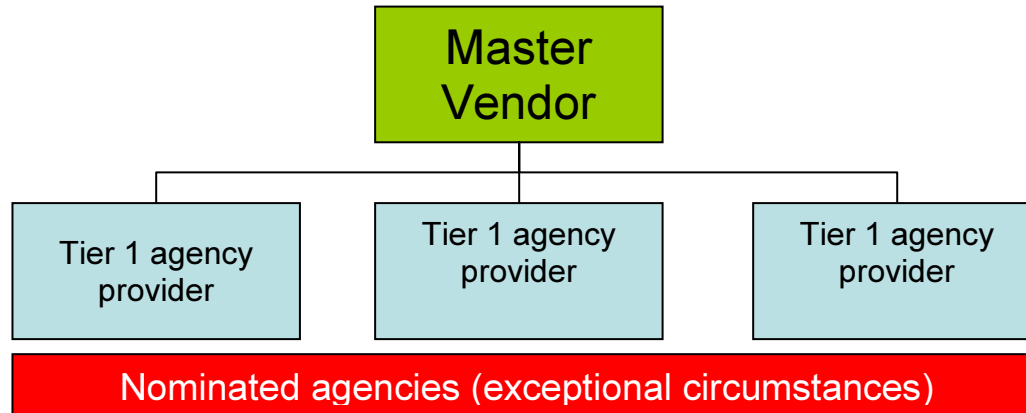 Master
Vendor
Tier 1 agency
provider
Tier 1 agency
provider
Tier 1 agency
provider
Nominated agencies (exceptional circumstances)